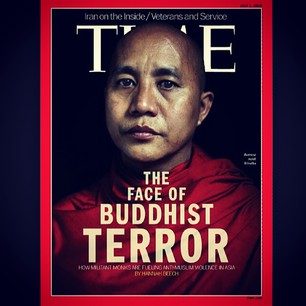 Iran on the Inside / Veterans and Service
TIME
THE
FACE OF
BUDDHIST
TERROR
HOW MILITANT MONKS ARE FUELING ANTI-MUSLIM VIOLENCE IN ASIA
BY HANNAH BEECH